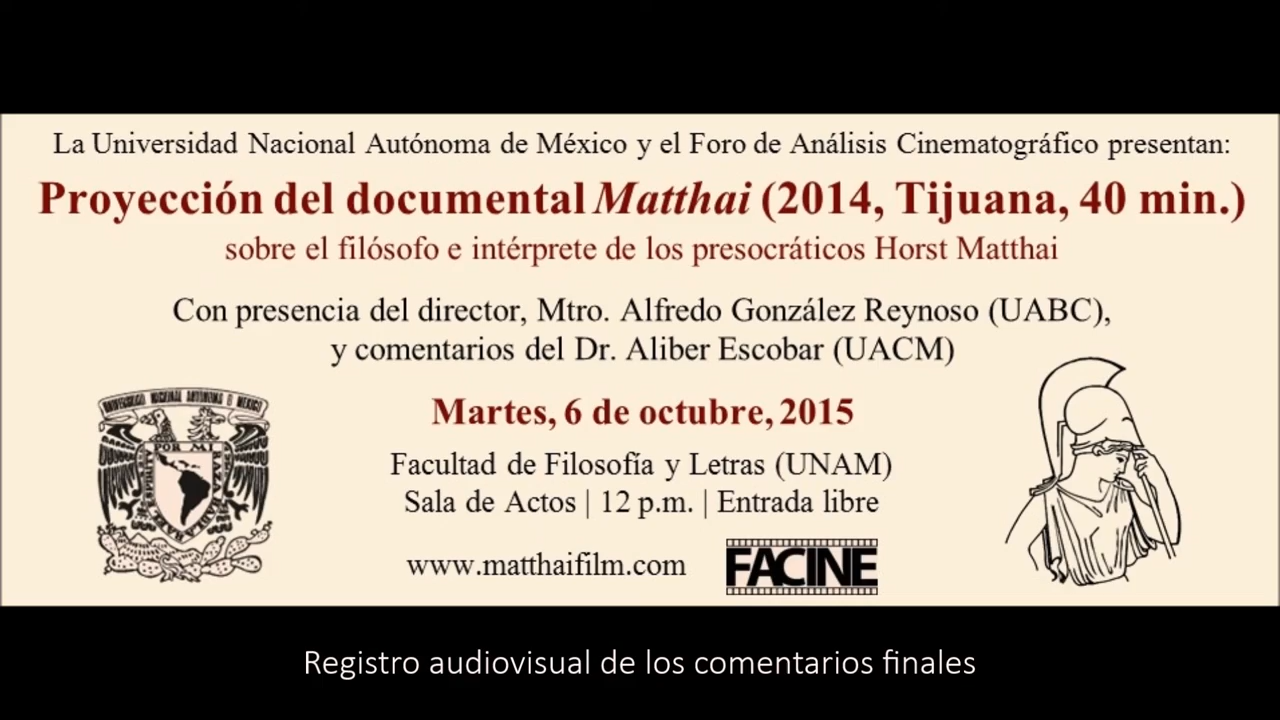 La Universidad Nacional Autónoma de México y el Foro de Análisis Cinematográfico presentan:
Proyección del documental Matthai (2014, Tijuana, 40 min.)
sobre el filósofo e intérprete de los presocráticos Horst Matthai
Con presencia del director, Mtro. Alfredo González Reynoso (UABC),
y comentarios del Dr. Aliber Escobar (UACM)
Martes, 6 de octubre, 2015
Facultad de Filosofía y Letras (UNAM)
Sala de Actos | 12 p.m. | Entrada libre
www.matthaifilm.com
FACINE
POR MI
Registro audiovisual de los comentarios finales